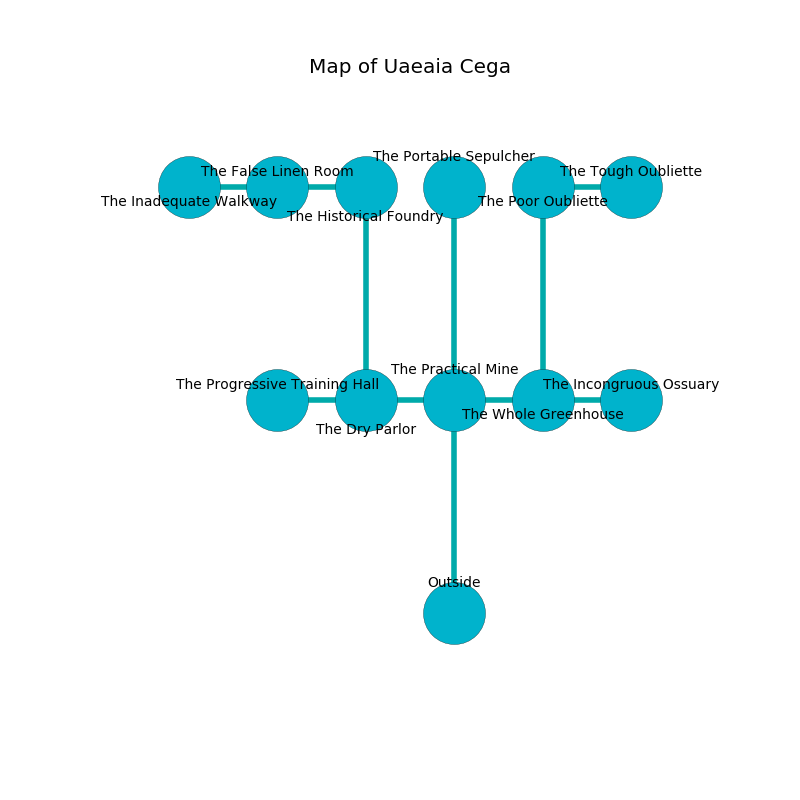 Map of Uaeaia Cega
The Portable Sepulcher
The False Linen Room
The Tough Oubliette
The Inadequate Walkway
The Poor Oubliette
The Historical Foundry
The Practical Mine
The Progressive Training Hall
The Incongruous Ossuary
The Whole Greenhouse
The Dry Parlor
Outside